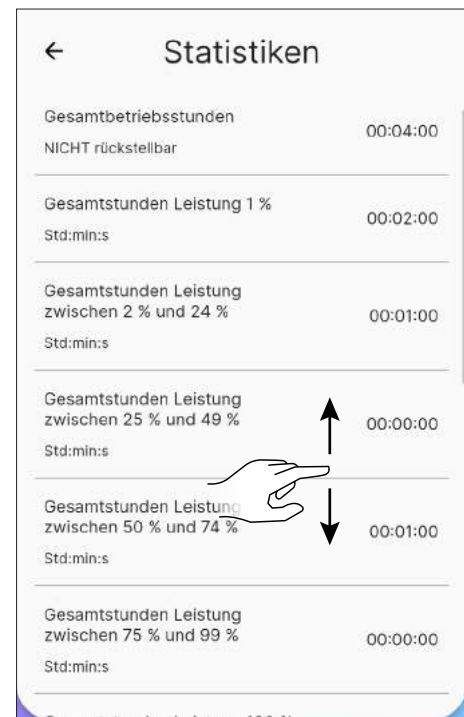 Statistiken
Gesamtbetriebsstunden
00:04:00
NICHT rückstellbar
Gesamtstunden Leistung 1 %
00:02:00
Std:min:s
Gesamtstunden Leistung
zwischen 2 % und 24 %
00:01:00
Std:min:s
Gesamtstunden Leistung
zwischen 25 % und 49 %
00:00:00
Std:min:s
Gesamtstunden Leistung
zwischen 50 % und 74 %
00:01:00
Std:min:s
Gesamtstunden Leistung
zwischen 75 % und 99 %
00:00:00
Std:min:s